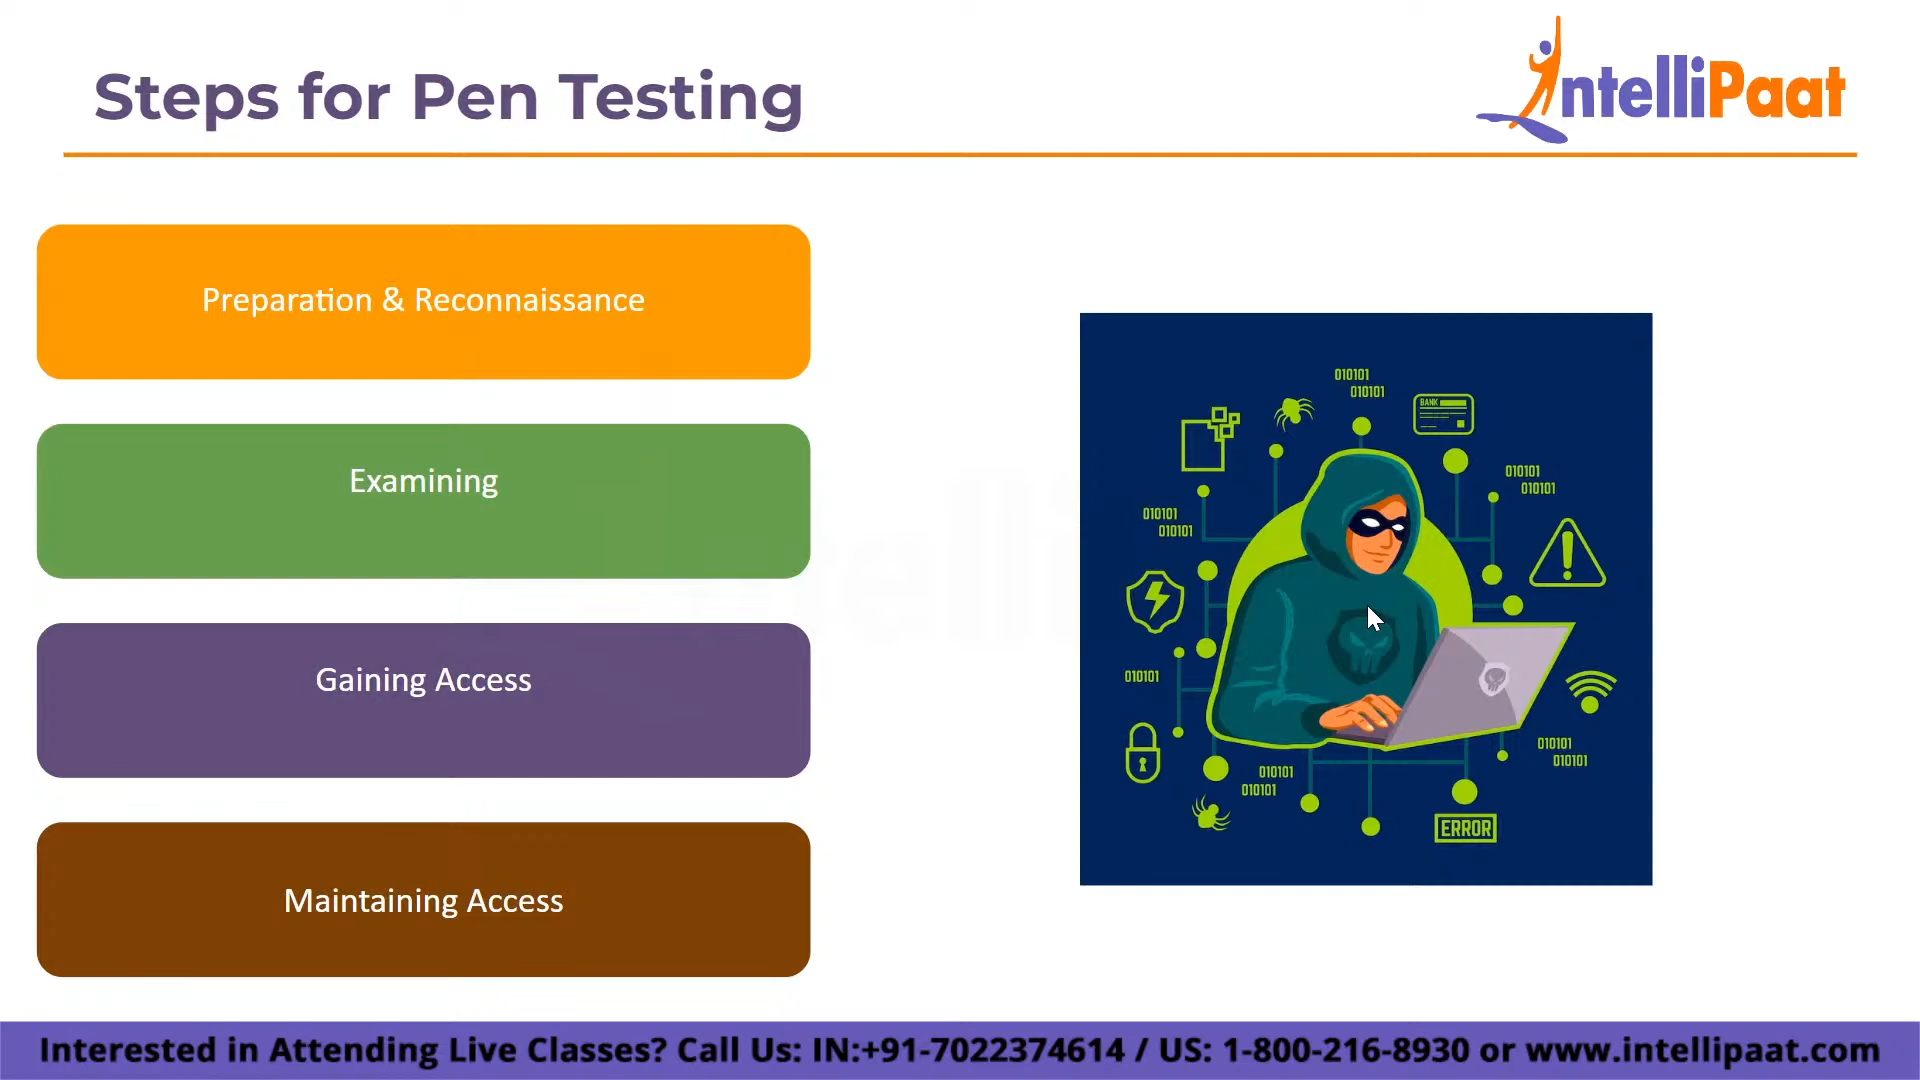 Steps for Pen Testing
IntelliPaat
Preparation & Reconnaissance
Examining
Gaining Access
Maintaining Access
010101
010101
BANK
010101
010101
010101
010101
010101
010101
010101
010101
010101
ERROR
Interested in Attending Live Classes? Call Us: IN:+91-7022374614 / US: 1-800-216-8930 or www.intellipaat.com